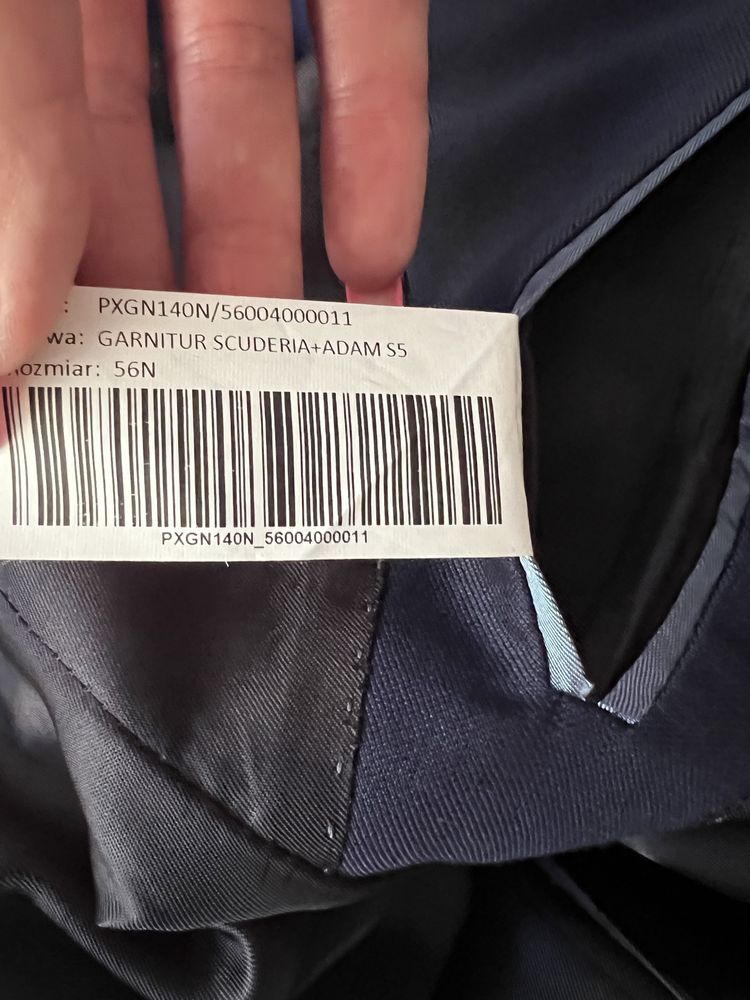 : PXGN140N/56004000011
wa: GARNITUR SCUDERIA+ADAM S5
ozmiar: 56N
PXGN140N_56004000011